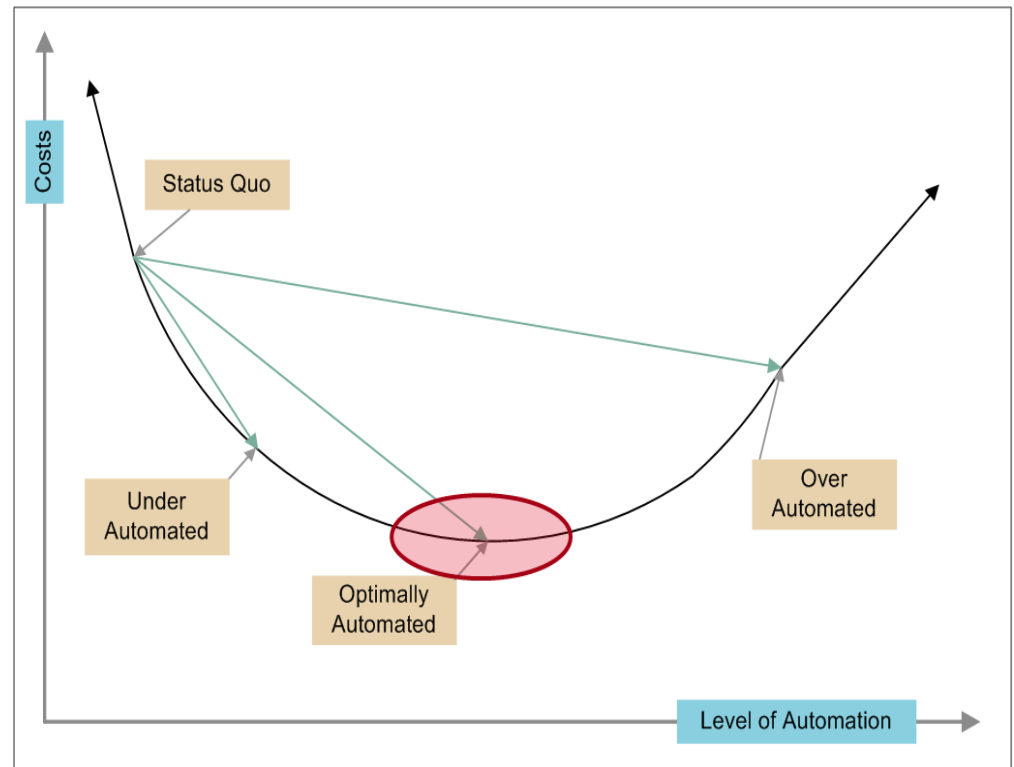 Costs
Status Quo
Under
Automated
Optimally
Automated
Over
Automated
Level of Automation